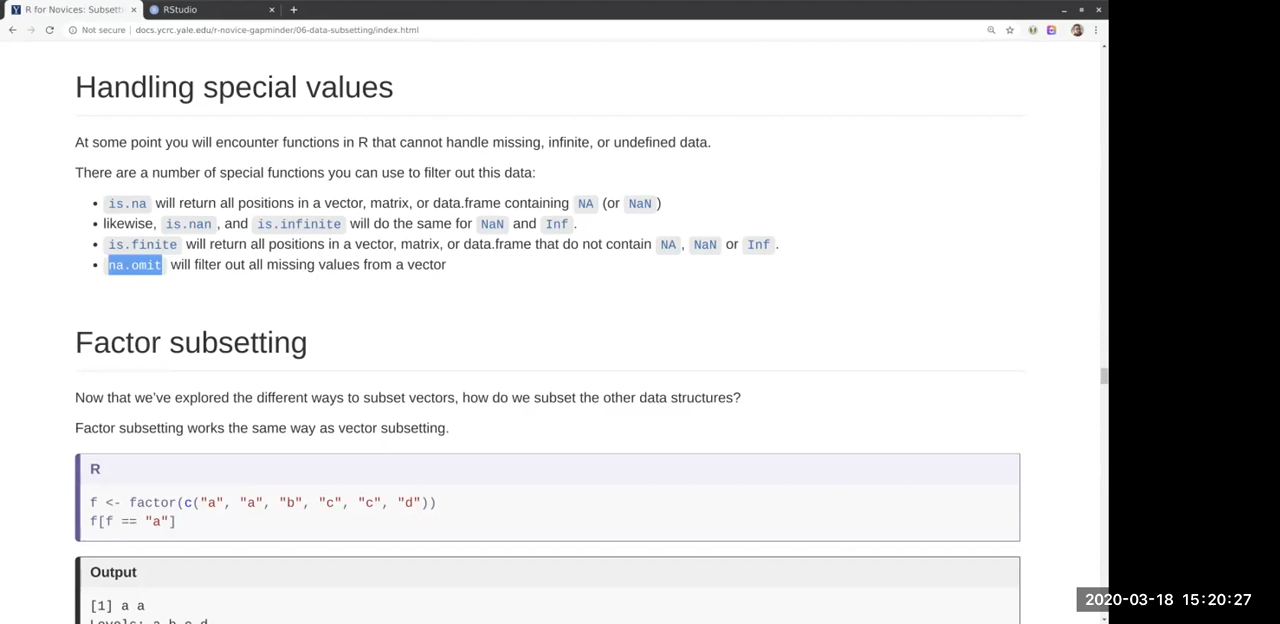 R for Novices: Subsetti
RStudio
Not secure | docs.ycrc.yale.edu/r-novice-gapminder/06-data-subsetting/index.html
Handling special values
At some point you will encounter functions in R that cannot handle missing, infinite, or undefined data.
There are a number of special functions you can use to filter out this data:
• is.na will return all positions in a vector, matrix, or data.frame containing NA (or NaN)
• likewise, is.nan, and is.infinite will do the same for NaN and Inf.
• is.finite will return all positions in a vector, matrix, or data.frame that do not contain NA, NaN or Inf.
• na.omit will filter out all missing values from a vector
Factor subsetting
Now that we've explored the different ways to subset vectors, how do we subset the other data structures?
Factor subsetting works the same way as vector subsetting.
R
f <- factor(c("a", "a", "b", "c", "c", "d"))
f[f == "a"]
Output
[1] a a
Levels: a b c d
2020-03-18 15:20:27